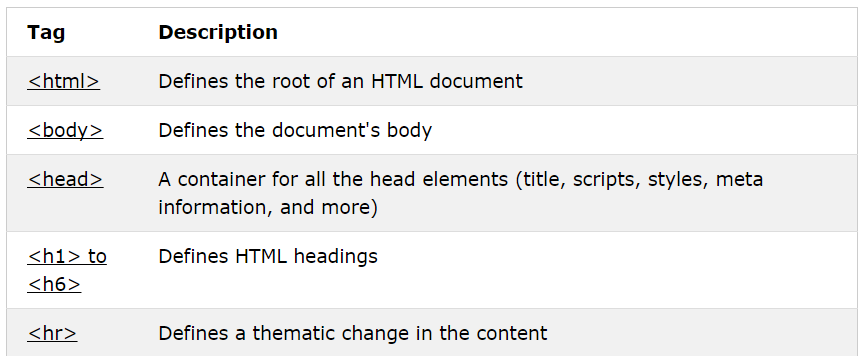 Tag Description
<html> Defines the root of an HTML document
<body> Defines the document's body
<head> A container for all the head elements (title, scripts, styles, meta
information, and more)
<h1> to Defines HTML headings
<h6>
<hr> Defines a thematic change in the content